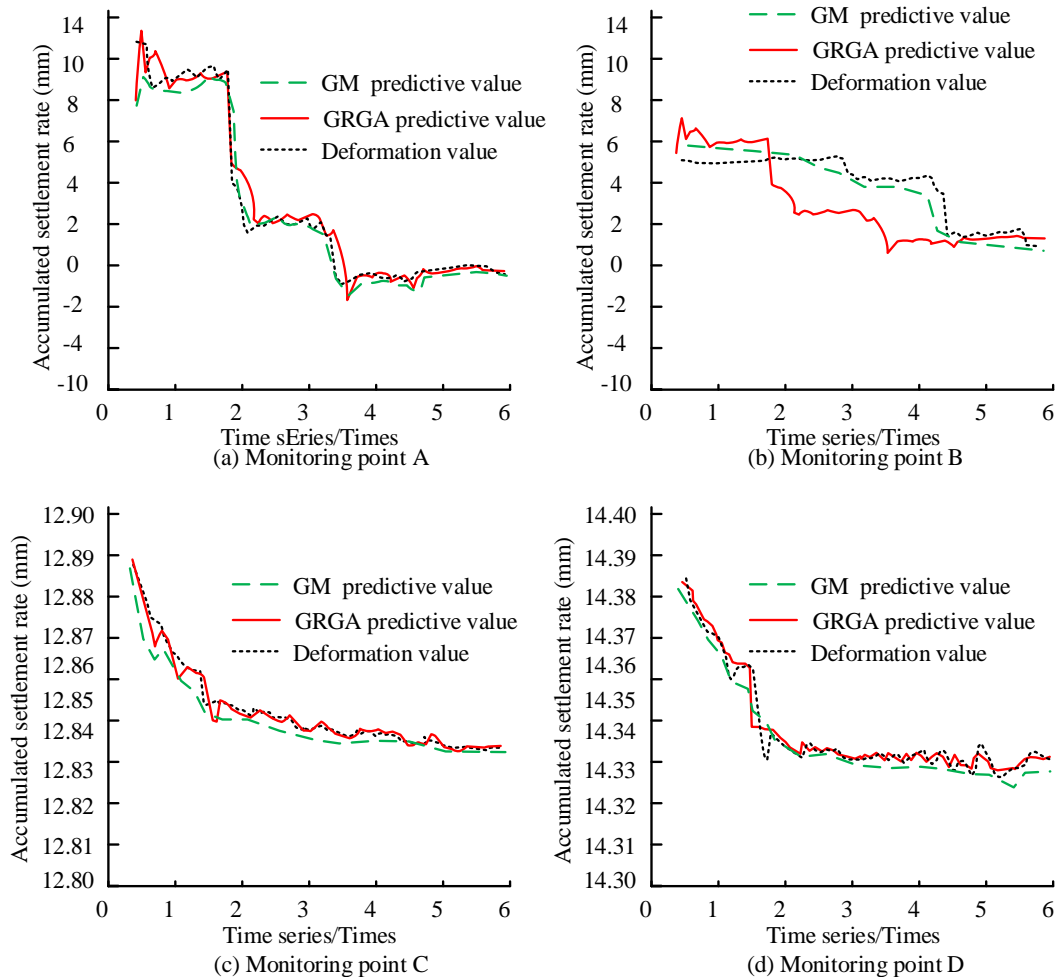 14
10
8
6
4
2
0
-2
-4
-10
Accumulated settlement rate (mm)
GM predictive value
GRGA predictive value
Deformation value
0 1 2 3 4 5 6
Time sEries/Times
(a) Monitoring point A
14
10
8
6
4
2
0
-2
-4
-10
Accumulated settlement rate (mm)
GM predictive value
GRGA predictive value
Deformation value
0 1 2 3 4 5 6
Time series/Times
(b) Monitoring point B
12.90
12.89
12.88
12.87
12.86
12.85
12.84
12.83
12.82
12.83
12.80
Accumulated settlement rate (mm)
GM predictive value
GRGA predictive value
Deformation value
0 1 2 3 4 5 6
Time series/Times
(c) Monitoring point C
14.40
14.39
14.38
14.37
14.36
14.35
14.34
14.33
14.32
14.31
14.30
Accumulated settlement rate (mm)
GM predictive value
GRGA predictive value
Deformation value
0 1 2 3 4 5 6
Time series/Times
(d) Monitoring point D